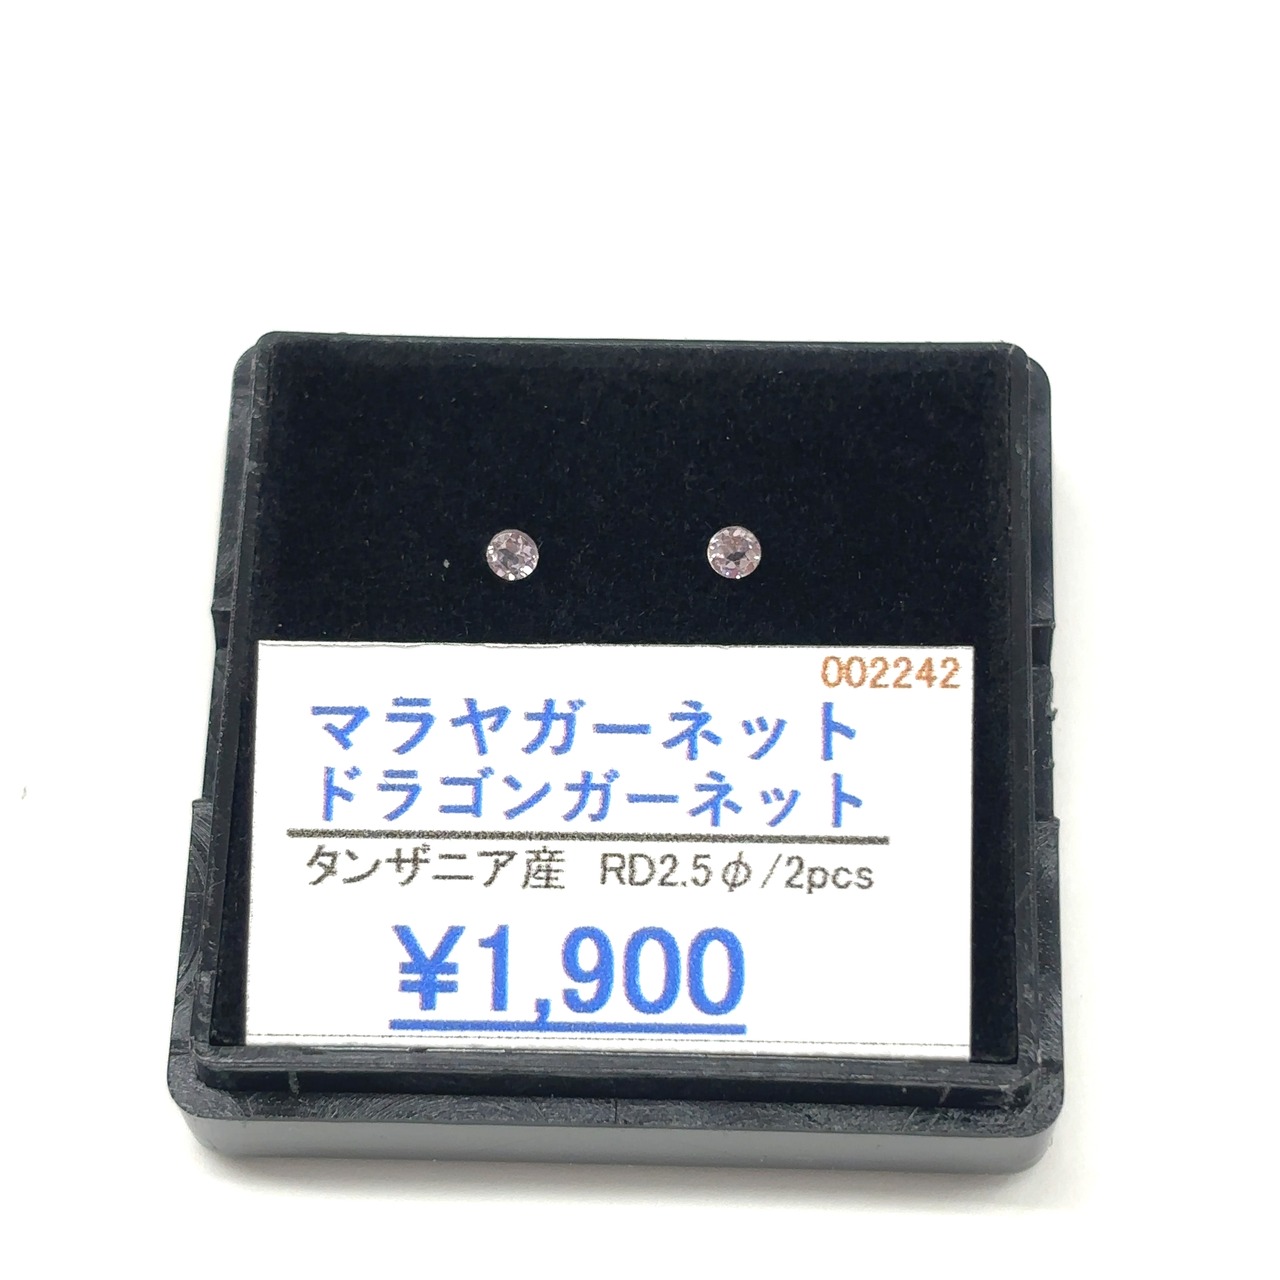 002242
マラヤガーネット
ドラゴンガーネット
タンザニア産 RD2.5φ/2pcs
¥1,900